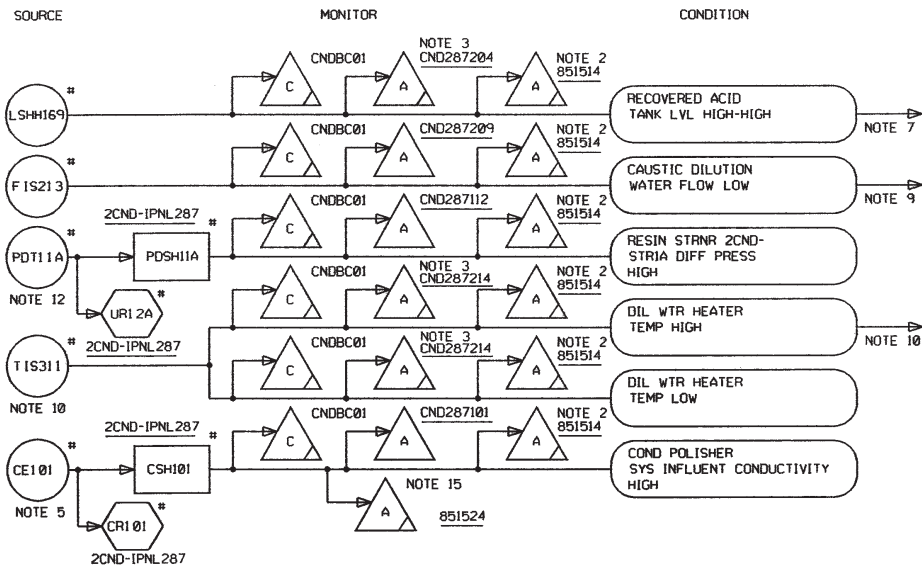 SOURCE MONITOR CONDITION
NOTE 3
CNDBC01 CND287204 NOTE 2
851514
#
C A A
LSHH169
RECOVERED ACID
TANK LVL HIGH-HIGH
NOTE 7
CNDBC01 CND287209 NOTE 2
851514
#
C A A
FIS213
CAUSTIC DILUTION
WATER FLOW LOW
NOTE 9
2CND-IPNL287
CNDBC01 CND287112 NOTE 2
851514
# #
C A A
PDT11A PDSH11A
RESIN STRNR 2CND-
STR1A DIFF PRESS
HIGH
NOTE 12
UR12A #
2CND-IPNL287
NOTE 3
CNDBC01 CND287214 NOTE 2
851514
C A A
DIL WTR HEATER
TEMP HIGH
NOTE 10
#
TIS311
NOTE 10
NOTE 3
CNDBC01 CND287214 NOTE 2
851514
C A A
DIL WTR HEATER
TEMP LOW
2CND-IPNL287
CNDBC01 CND287101 NOTE 2
851514
# #
C A A
CE101 CSH101
COND POLISHER
SYS INFLUENT CONDUCTIVITY
HIGH
NOTE 5
NOTE 15
A 851524
CR101 #
2CND-IPNL287